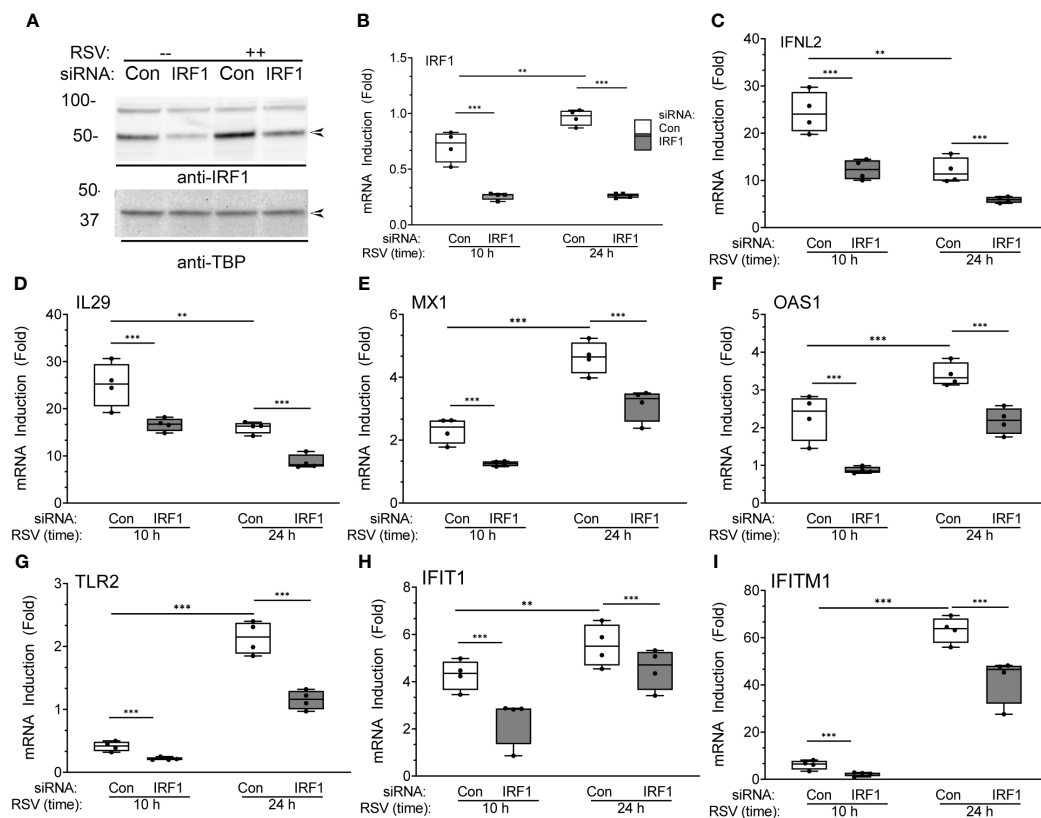 A
RSV: -- ++
siRNA: Con IRF1 Con IRF1
100-
50-
anti-IRF1
50-
37
anti-TBP
B
IRF1
mRNA Induction (Fold)
1.5
1.0
0.5
0.0
**
***
***
siRNA:
Con
IRF1
siRNA: Con IRF1 Con IRF1
RSV (time): 10 h 24 h
C
IFNL2
mRNA Induction (Fold)
40
30
20
10
0
**
***
***
siRNA: Con IRF1 Con IRF1
RSV (time): 10 h 24 h
D
IL29
mRNA Induction (Fold)
40
30
20
10
0
**
***
***
siRNA: Con IRF1 Con IRF1
RSV (time): 10 h 24 h
E
MX1
mRNA Induction (Fold)
6
4
2
0
***
***
***
siRNA: Con IRF1 Con IRF1
RSV (time): 10 h 24 h
F
OAS1
mRNA Induction (Fold)
5
4
3
2
1
0
***
***
***
siRNA: Con IRF1 Con IRF1
RSV (time): 10 h 24 h
G
TLR2
mRNA Induction (Fold)
3
2
1
0
***
***
***
siRNA: Con IRF1 Con IRF1
RSV (time): 10 h 24 h
H
IFIT1
mRNA Induction (Fold)
8
6
4
2
0
**
***
***
siRNA: Con IRF1 Con IRF1
RSV (time): 10 h 24 h
I
IFITM1
mRNA Induction (Fold)
80
60
40
20
0
***
***
***
siRNA: Con IRF1 Con IRF1
RSV (time): 10 h 24 h